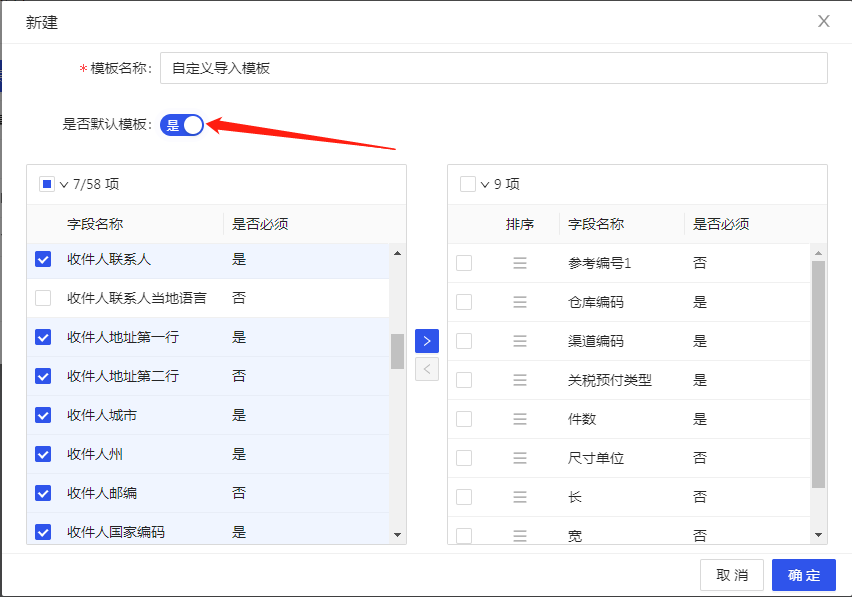 新建
*模板名称:
自定义导入模板
是否默认模板:
是
7/58 项
字段名称 是否必须
收件人联系人 是
收件人联系人当地语言 否
收件人地址第一行 是
收件人地址第二行 否
收件人城市 是
收件人州 是
收件人邮编 否
收件人国家编码 是
9 项
排序 字段名称 是否必须
参考编号1 否
仓库编码 是
渠道编码 是
关税预付类型 是
件数 是
尺寸单位 否
长 否
宽 否
取 消
确 定